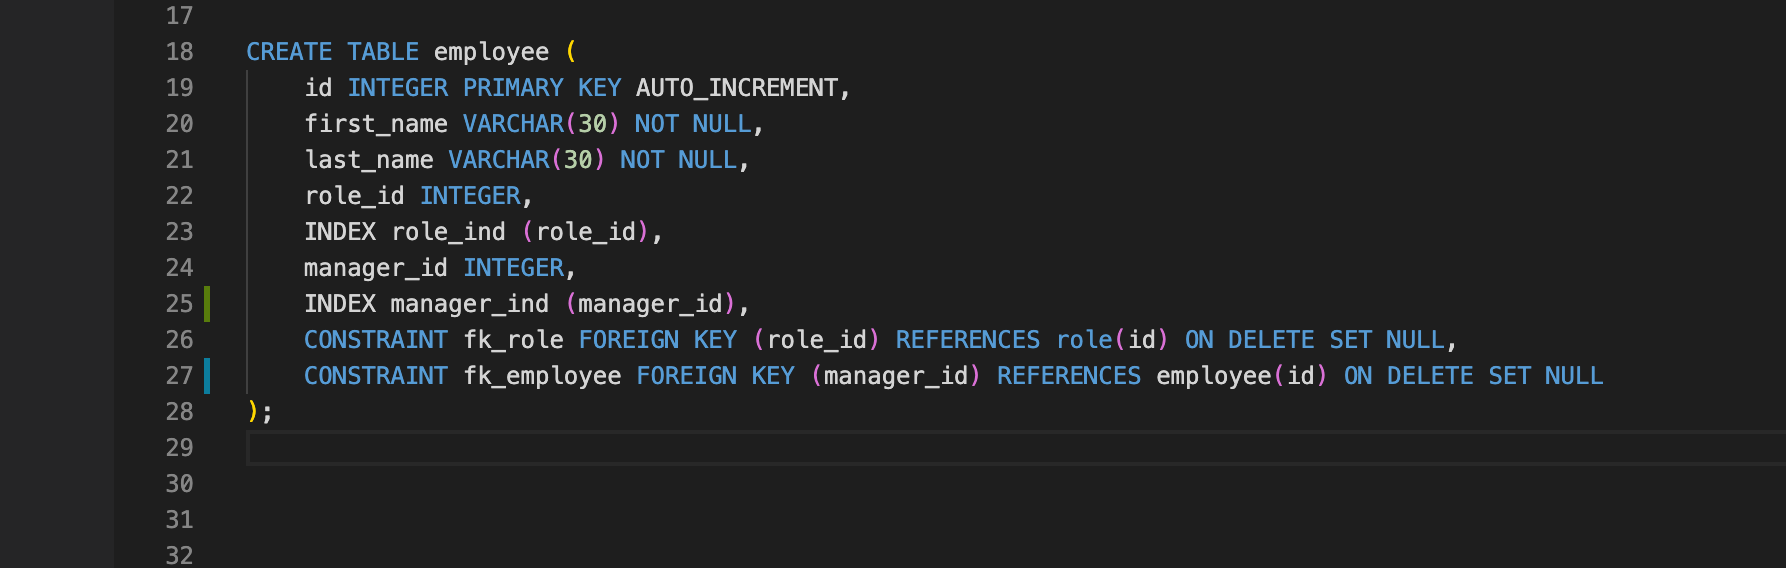 17
18 CREATE TABLE employee (
19 id INTEGER PRIMARY KEY AUTO_INCREMENT,
20 first_name VARCHAR(30) NOT NULL,
21 last_name VARCHAR(30) NOT NULL,
22 role_id INTEGER,
23 INDEX role_ind (role_id),
24 manager_id INTEGER,
25 INDEX manager_ind (manager_id),
26 CONSTRAINT fk_role FOREIGN KEY (role_id) REFERENCES role(id) ON DELETE SET NULL,
27 CONSTRAINT fk_employee FOREIGN KEY (manager_id) REFERENCES employee(id) ON DELETE SET NULL
28 );
29
30
31
32